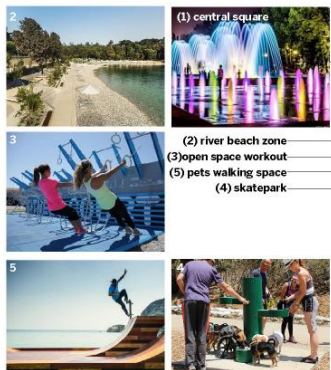 2
(1) central square
3
(2) river beach zone
(3)open space workout
(5) pets walking space
(4) skatepark
5
4